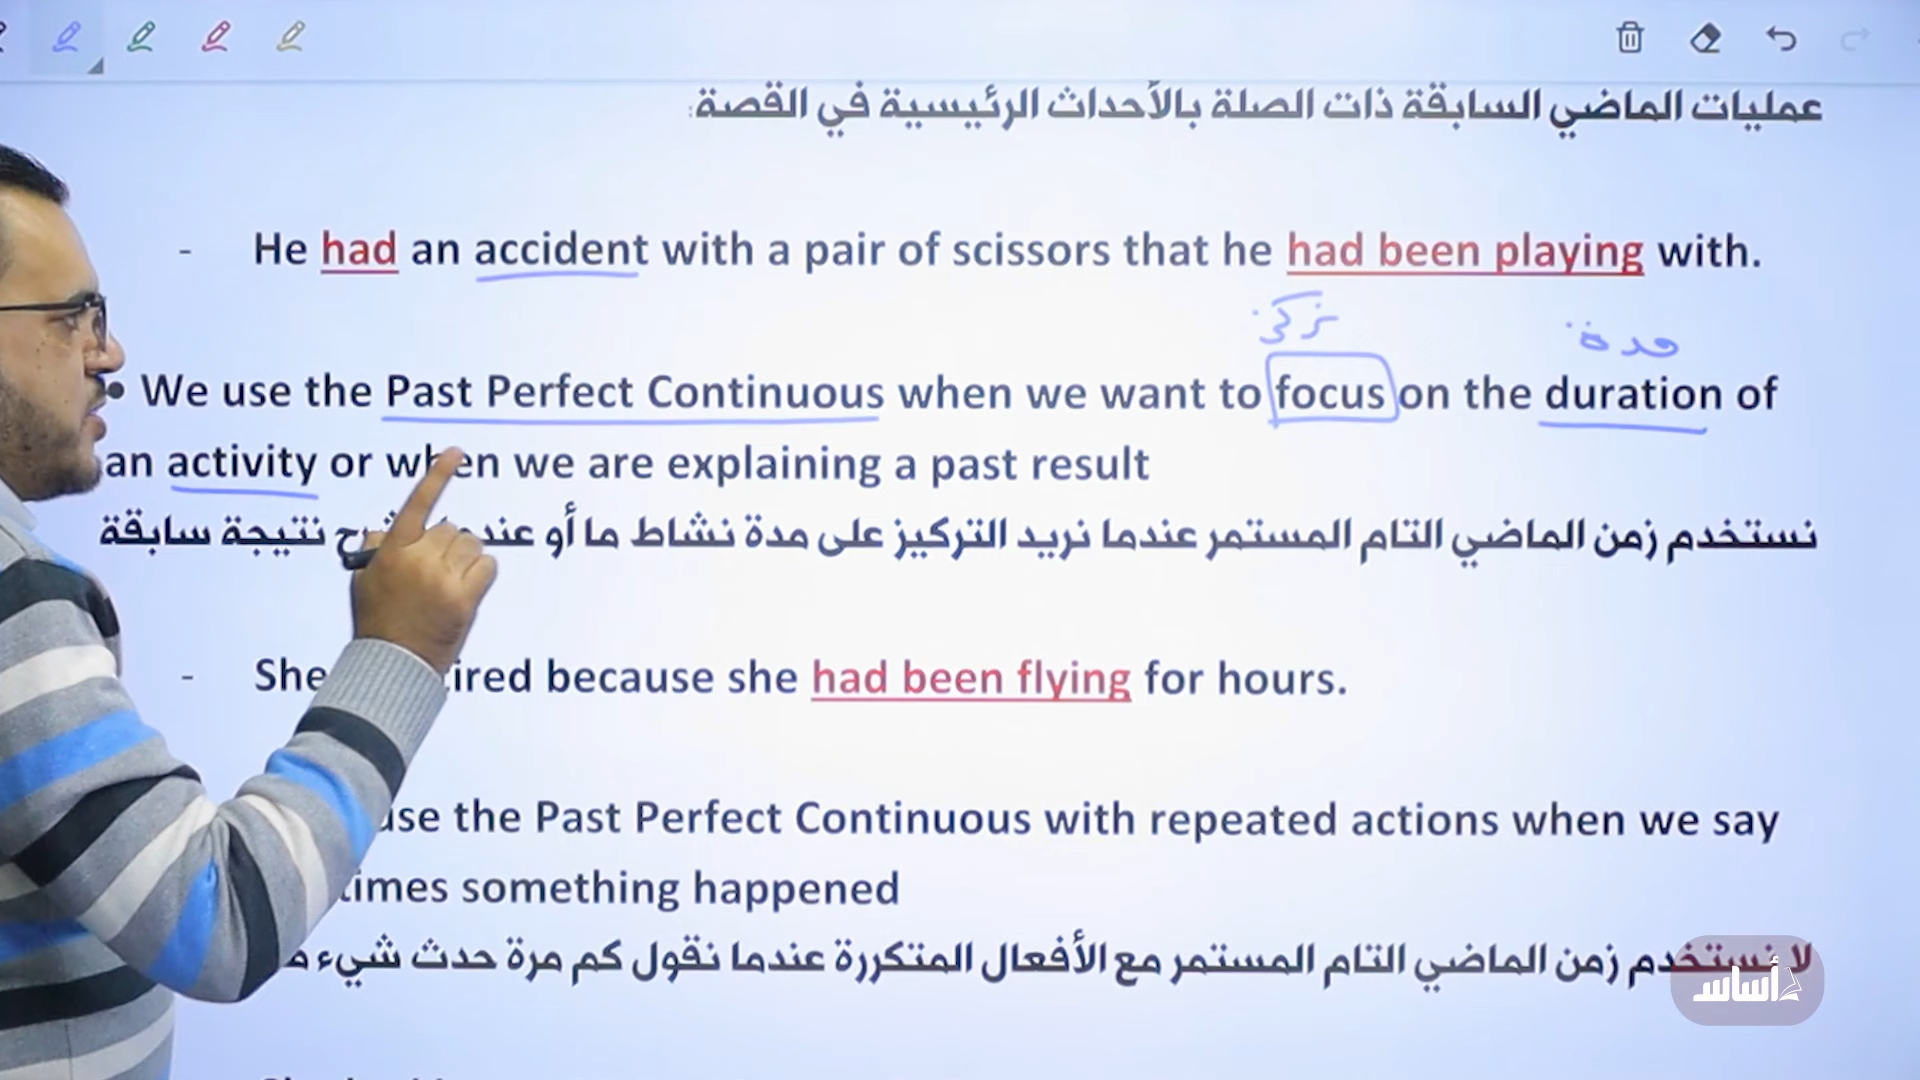 عمليات الماضي السابقة ذات الصلة بالأحداث الرئيسية في القصة:
- He had an accident with a pair of scissors that he had been playing with.
تركيز
مدة
• We use the Past Perfect Continuous when we want to focus on the duration of
an activity or when we are explaining a past result
نستخدم زمن الماضي التام المستمر عندما نريد التركيز على مدة نشاط ما أو نتيجة سابقة
- She because she had been flying for hours.
the Past Perfect Continuous with repeated actions when we say
times something happened
لا نستخدم زمن الماضي التام المستمر مع الأفعال المتكررة عندما نقول كم مرة حدث شيء
أساس